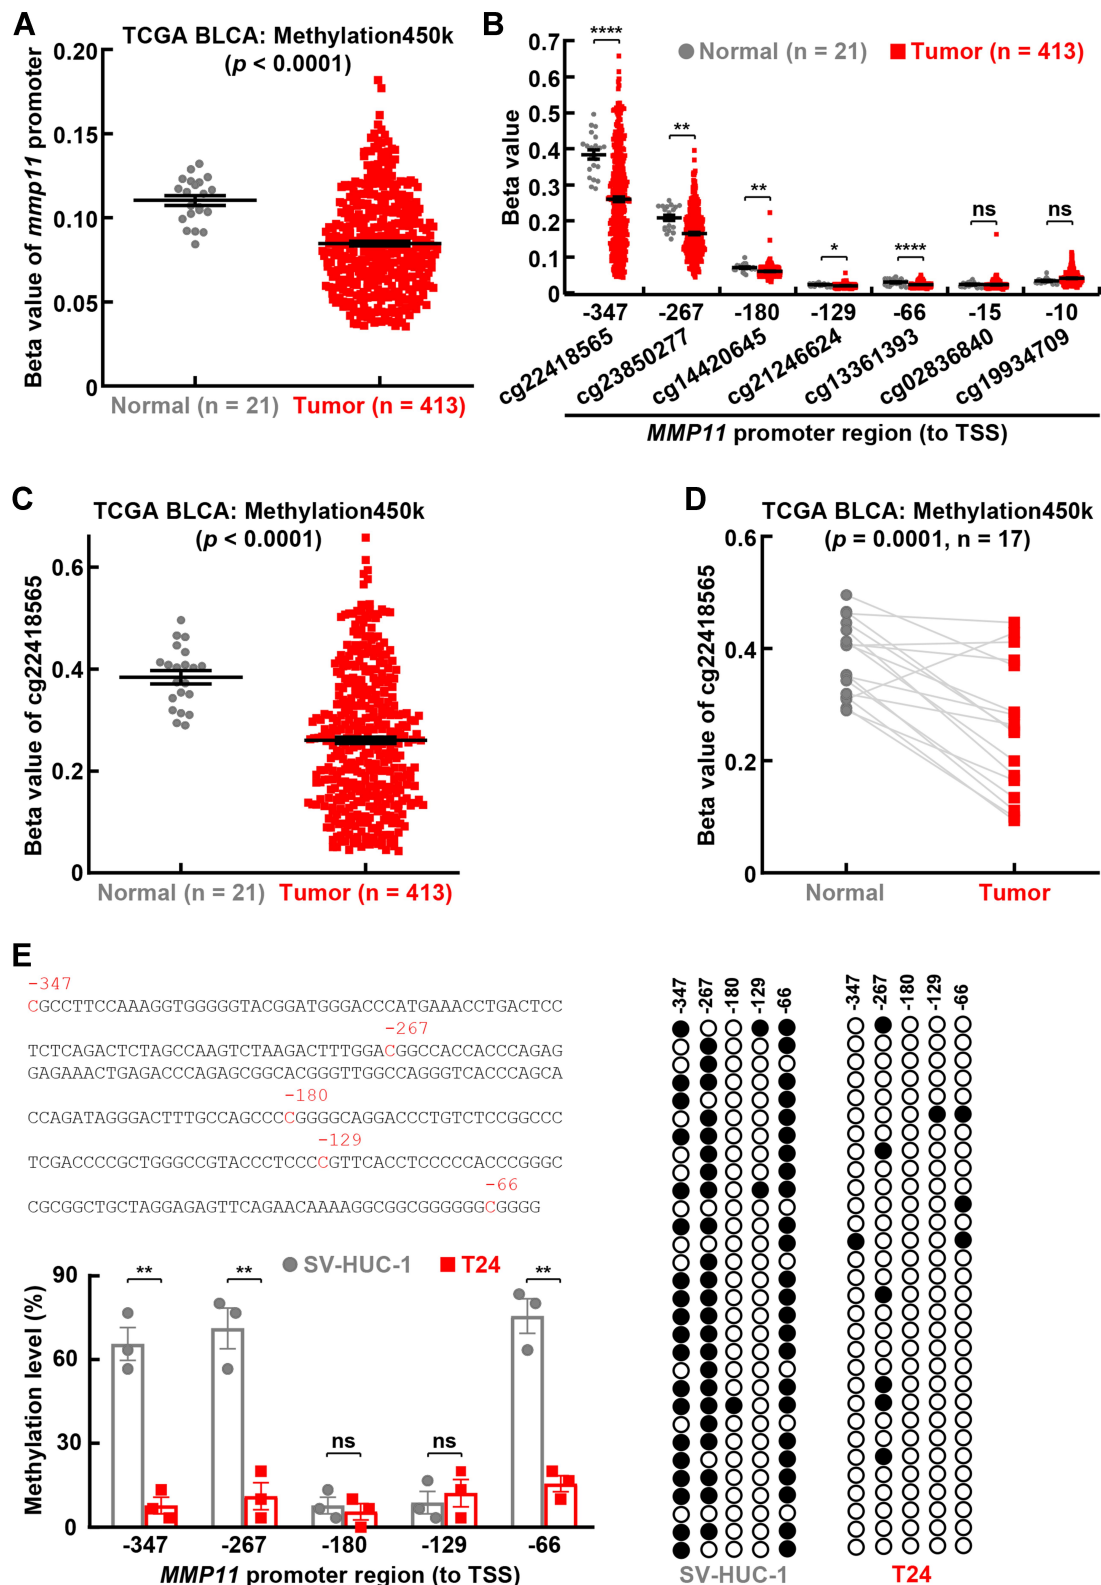 A
TCGA BLCA: Methylation450k
(p < 0.0001)
Beta value of mmp11 promoter
0.20
0.15
0.10
0.05
0
Normal (n = 21) Tumor (n = 413)
B
Normal (n = 21) Tumor (n = 413)
Beta value
0.7
0.6
0.5
0.4
0.3
0.2
0.1
0
**** ** ** * **** ns ns
-347 -267 -180 -129 -66 -15 -10
cg22418565 cg23850277 cg14420645 cg21246624 cg13361393 cg02836840 cg19934709
MMP11 promoter region (to TSS)
C
TCGA BLCA: Methylation450k
(p < 0.0001)
Beta value of cg22418565
0.6
0.4
0.2
0
Normal (n = 21) Tumor (n = 413)
D
TCGA BLCA: Methylation450k
(p = 0.0001, n = 17)
Beta value of cg22418565
0.6
0.4
0.2
0
Normal Tumor
E
-347
CGCCTTCCAAAGGTGGGGGTACGGATGGGACCCATGAAACCTGACTCC
-267
TCTCAGACTCTAGCCAAGTCTAAGACTTTGGACGGCCACCACCCAGAG
GAGAAACTGAGACCCAGAGCGGCACGGGTTGGCCAGGGTCACCCAGCA
-180
CCAGATAGGGACTTTGCCAGCCCCGGGGCAGGACCCTGTCTCCGGCCC
-129
TCGACCCCGCTGGGCCGTACCCTCCCCGTTCACCTCCCCCACCCGGGC
-66
CGCGGCTGCTAGGAGAGTTCAGAACAAAAGGCGGCGGGGGGCGGGG
SV-HUC-1 T24
Methylation level (%)
90
60
30
0
** ** ns ns **
-347 -267 -180 -129 -66
MMP11 promoter region (to TSS)
-347 -267 -180 -129 -66
SV-HUC-1
-347 -267 -180 -129 -66
T24